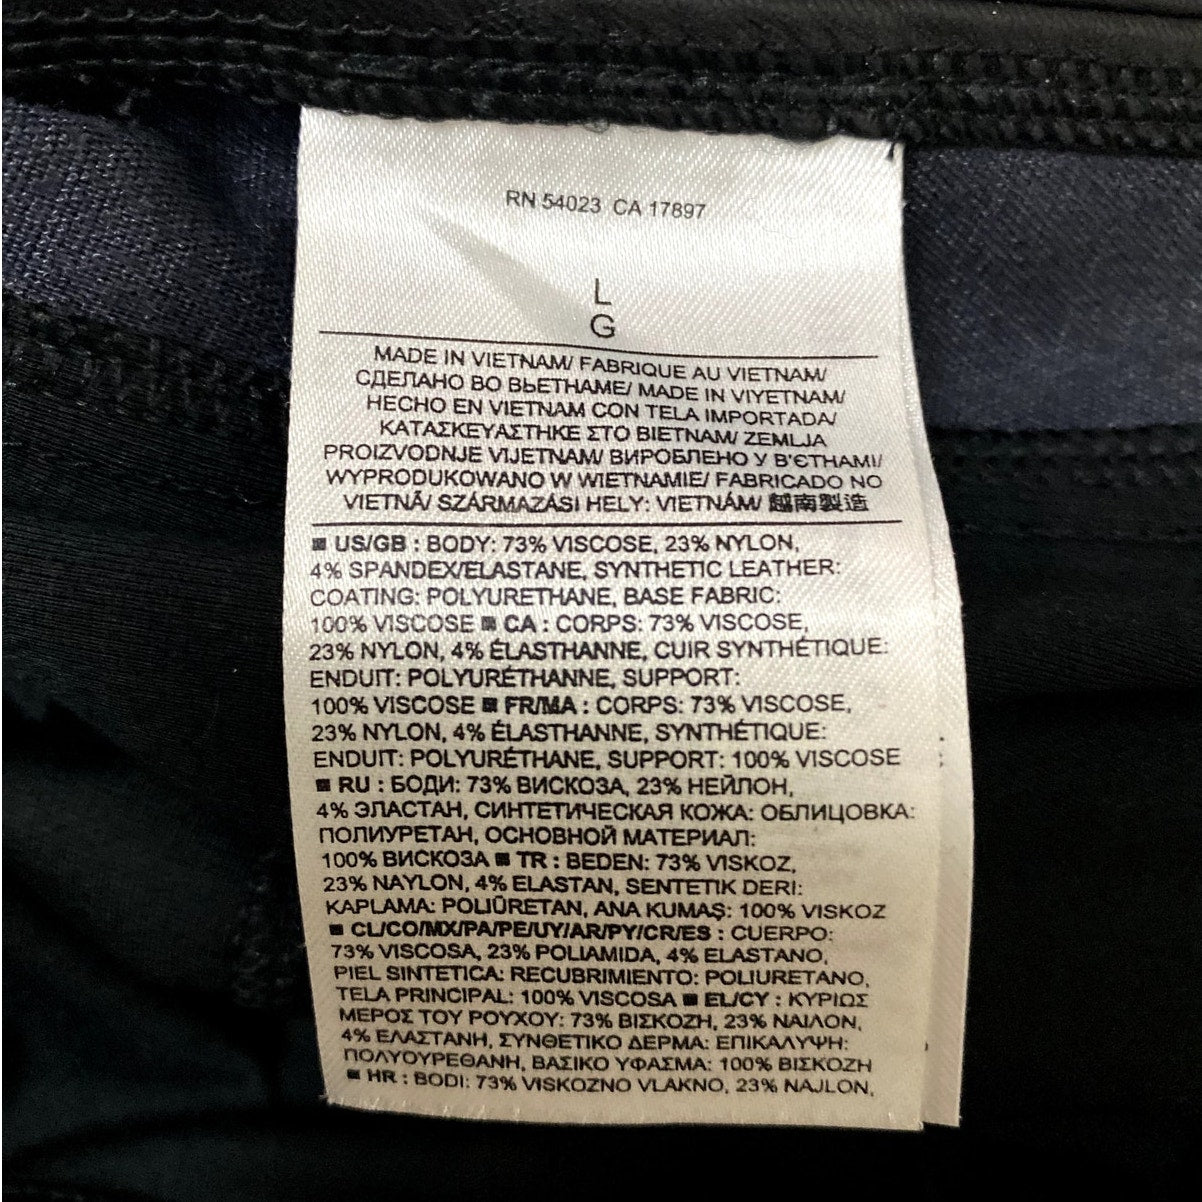 RN 54023 CA 17897
L
G
MADE IN VIETNAM/ FABRIQUE AU VIETNAM/
СДЕЛАНО ВО ВЬЕТНАМЕ/ MADE IN VIYETNAM/
HECHO EN VIETNAM CON TELA IMPORTADA/
ΚΑΤΑΣΚΕΥΑΣΤΗΚΕ ΣΤΟ ΒΙΕΤΝΑΜ/ ZEMLJA
PROIZVODNJE VIJETNAM/ ВИРОБЛЕНО У В'ЄТНАМІ/
WYPRODUKOWANO W WIETNAMIE/ FABRICADO NO
VIETNÃ/ SZÁRMAZÁSI HELY: VIETNÁM/ 越南製造
■ US/GB : BODY: 73% VISCOSE, 23% NYLON,
4% SPANDEX/ELASTANE, SYNTHETIC LEATHER:
COATING: POLYURETHANE, BASE FABRIC:
100% VISCOSE ■ CA : CORPS: 73% VISCOSE,
23% NYLON, 4% ÉLASTHANNE, CUIR SYNTHÉTIQUE:
ENDUIT: POLYURÉTHANNE, SUPPORT:
100% VISCOSE ■ FR/MA : CORPS: 73% VISCOSE,
23% NYLON, 4% ÉLASTHANNE, SYNTHÉTIQUE:
ENDUIT: POLYURÉTHANE, SUPPORT: 100% VISCOSE
■ RU : БОДИ: 73% ВИСКОЗА, 23% НЕЙЛОН,
4% ЭЛАСТАН, СИНТЕТИЧЕСКАЯ КОЖА: ОБЛИЦОВКА:
ПОЛИУРЕТАН, ОСНОВНОЙ МАТЕРИАЛ:
100% ВИСКОЗА ■ TR : BEDEN: 73% VISKOZ,
23% NAYLON, 4% ELASTAN, SENTETIK DERI:
KAPLAMA: POLIÜRETAN, ANA KUMAŞ: 100% VISKOZ
■ CL/CO/MX/PA/PE/UY/AR/PY/CR/ES : CUERPO:
73% VISCOSA, 23% POLIAMIDA, 4% ELASTANO,
PIEL SINTETICA: RECUBRIMIENTO: POLIURETANO,
TELA PRINCIPAL: 100% VISCOSA ■ EL/CY : ΚΥΡΙΩΣ
ΜΕΡΟΣ ΤΟΥ ΡΟΥΧΟΥ: 73% ΒΙΣΚΟΖΗ, 23% ΝΑΙΛΟΝ,
4% ΕΛΑΣΤΑΝΗ, ΣΥΝΘΕΤΙΚΟ ΔΕΡΜΑ: ΕΠΙΚΑΛΥΨΗ:
ΠΟΛΥΟΥΡΕΘΑΝΗ, ΒΑΣΙΚΟ ΥΦΑΣΜΑ: 100% ΒΙΣΚΟΖΗ
■ HR : BODI: 73% VISKOZNO VLAKNO, 23% NAJLON,